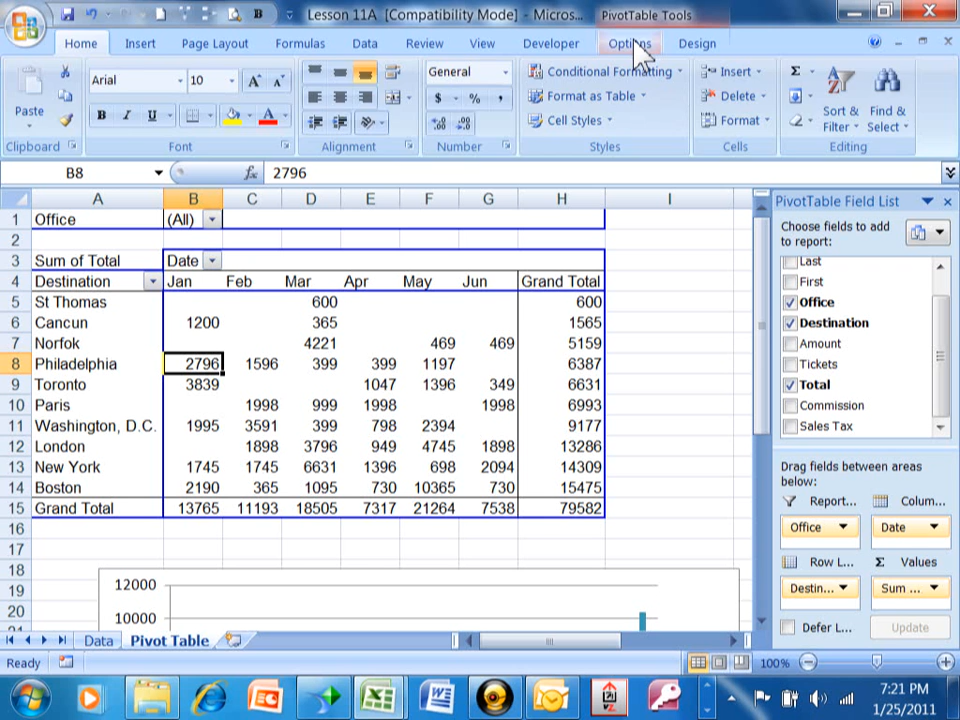 Lesson 11A [Compatibility Mode] - Micros...
PivotTable Tools
Home Insert Page Layout Formulas Data Review View Developer Options Design
Paste
Arial 10
B I U A A A
General
$ % ,
Conditional Formatting
Format as Table
Cell Styles
Insert
Delete
Format
Σ
Sort & Filter
Find & Select
Clipboard Font Alignment Number Styles Cells Editing
B8 fx 2796
A B C D E F G H I
1 Office (All)
2
3 Sum of Total Date
4 Destination Jan Feb Mar Apr May Jun Grand Total
5 St Thomas 600 600
6 Cancun 1200 365 1565
7 Norfok 4221 469 469 5159
8 Philadelphia 2796 1596 399 399 1197 6387
9 Toronto 3839 1047 1396 349 6631
10 Paris 1998 999 1998 1998 6993
11 Washington, D.C. 1995 3591 399 798 2394 9177
12 London 1898 3796 949 4745 1898 13286
13 New York 1745 1745 6631 1396 698 2094 14309
14 Boston 2190 365 1095 730 10365 730 15475
15 Grand Total 13765 11193 18505 7317 21264 7538 79582
16
17
18
19
20
12000
10000
PivotTable Field List
Choose fields to add
to report:
Last
First
Office
Destination
Amount
Tickets
Total
Commission
Sales Tax
Drag fields between areas
below:
Report... Colum...
Office Date
Row L... Σ Values
Destin... Sum ...
Defer L... Update
Data Pivot Table
Ready 100%
7:21 PM
1/25/2011